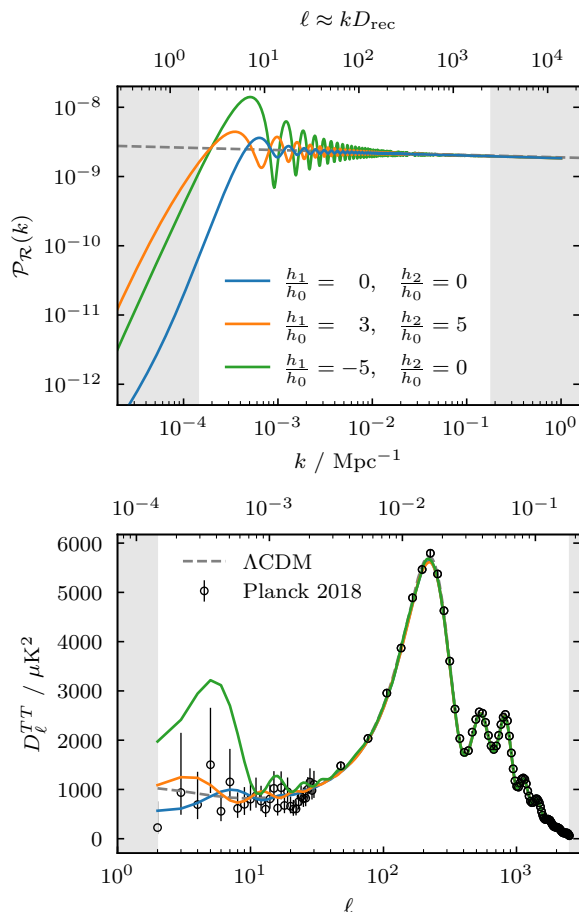 ℓ ≈ kD_rec
10^0 10^1 10^2 10^3 10^4
10^−8
10^−9
10^−10
10^−11
10^−12
P_R(k)
h_1/h_0 = 0, h_2/h_0 = 0
h_1/h_0 = 3, h_2/h_0 = 5
h_1/h_0 = −5, h_2/h_0 = 0
10^−4 10^−3 10^−2 10^−1 10^0
k / Mpc^−1
10^−4 10^−3 10^−2 10^−1
6000
5000
4000
3000
2000
1000
0
D_ℓ^TT / μK^2
ΛCDM
Planck 2018
10^0 10^1 10^2 10^3
ℓ